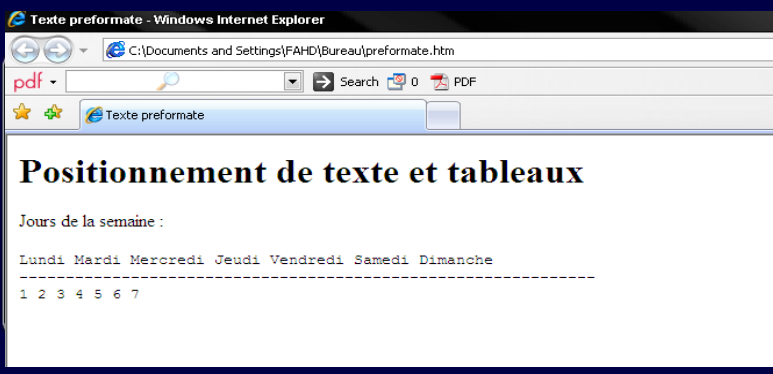 Texte preformate - Windows Internet Explorer
C:\Documents and Settings\FAHD\Bureau\preformate.htm
pdf Search 0 PDF
Texte preformate
Positionnement de texte et tableaux
Jours de la semaine :
Lundi Mardi Mercredi Jeudi Vendredi Samedi Dimanche
--------------------------------------------------------------
1 2 3 4 5 6 7